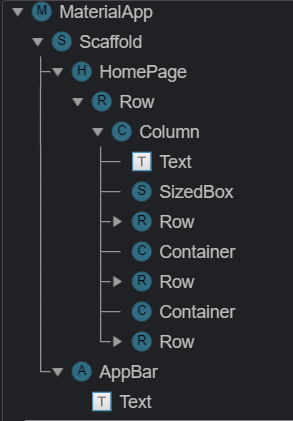 M MaterialApp
S Scaffold
H HomePage
R Row
C Column
T Text
S SizedBox
R Row
C Container
R Row
C Container
R Row
A AppBar
T Text